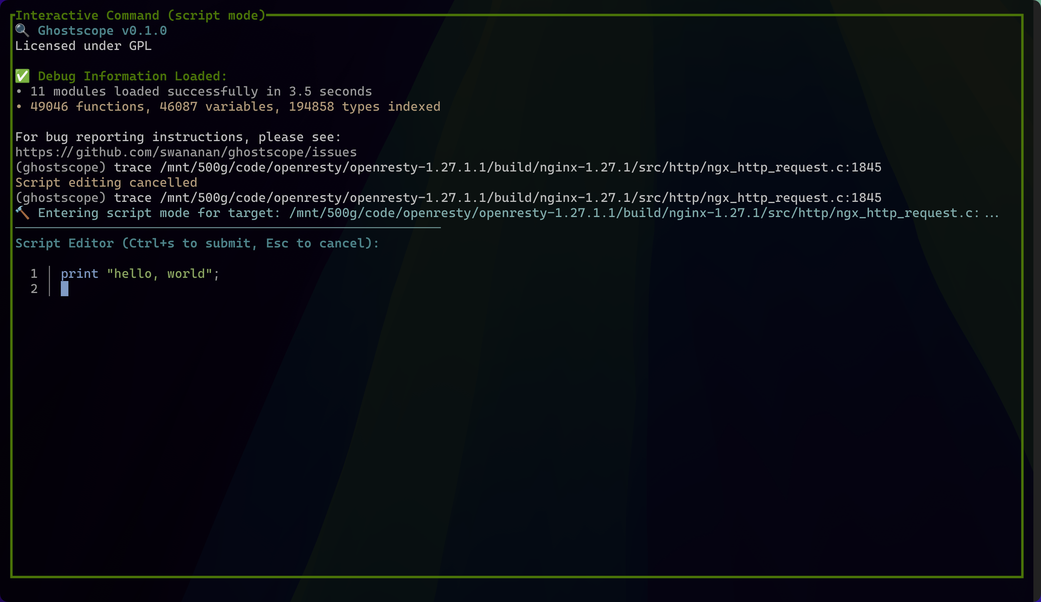 Interactive Command (script mode)
🔍 Ghostscope v0.1.0
Licensed under GPL
✅ Debug Information Loaded:
• 11 modules loaded successfully in 3.5 seconds
• 49046 functions, 46087 variables, 194858 types indexed
For bug reporting instructions, please see:
https://github.com/swananan/ghostscope/issues
(ghostscope) trace /mnt/500g/code/openresty/openresty-1.27.1.1/build/nginx-1.27.1/src/http/ngx_http_request.c:1845
Script editing cancelled
(ghostscope) trace /mnt/500g/code/openresty/openresty-1.27.1.1/build/nginx-1.27.1/src/http/ngx_http_request.c:1845
🔨 Entering script mode for target: /mnt/500g/code/openresty/openresty-1.27.1.1/build/nginx-1.27.1/src/http/ngx_http_request.c:...
Script Editor (Ctrl+s to submit, Esc to cancel):
1 │ print "hello, world";
2 │